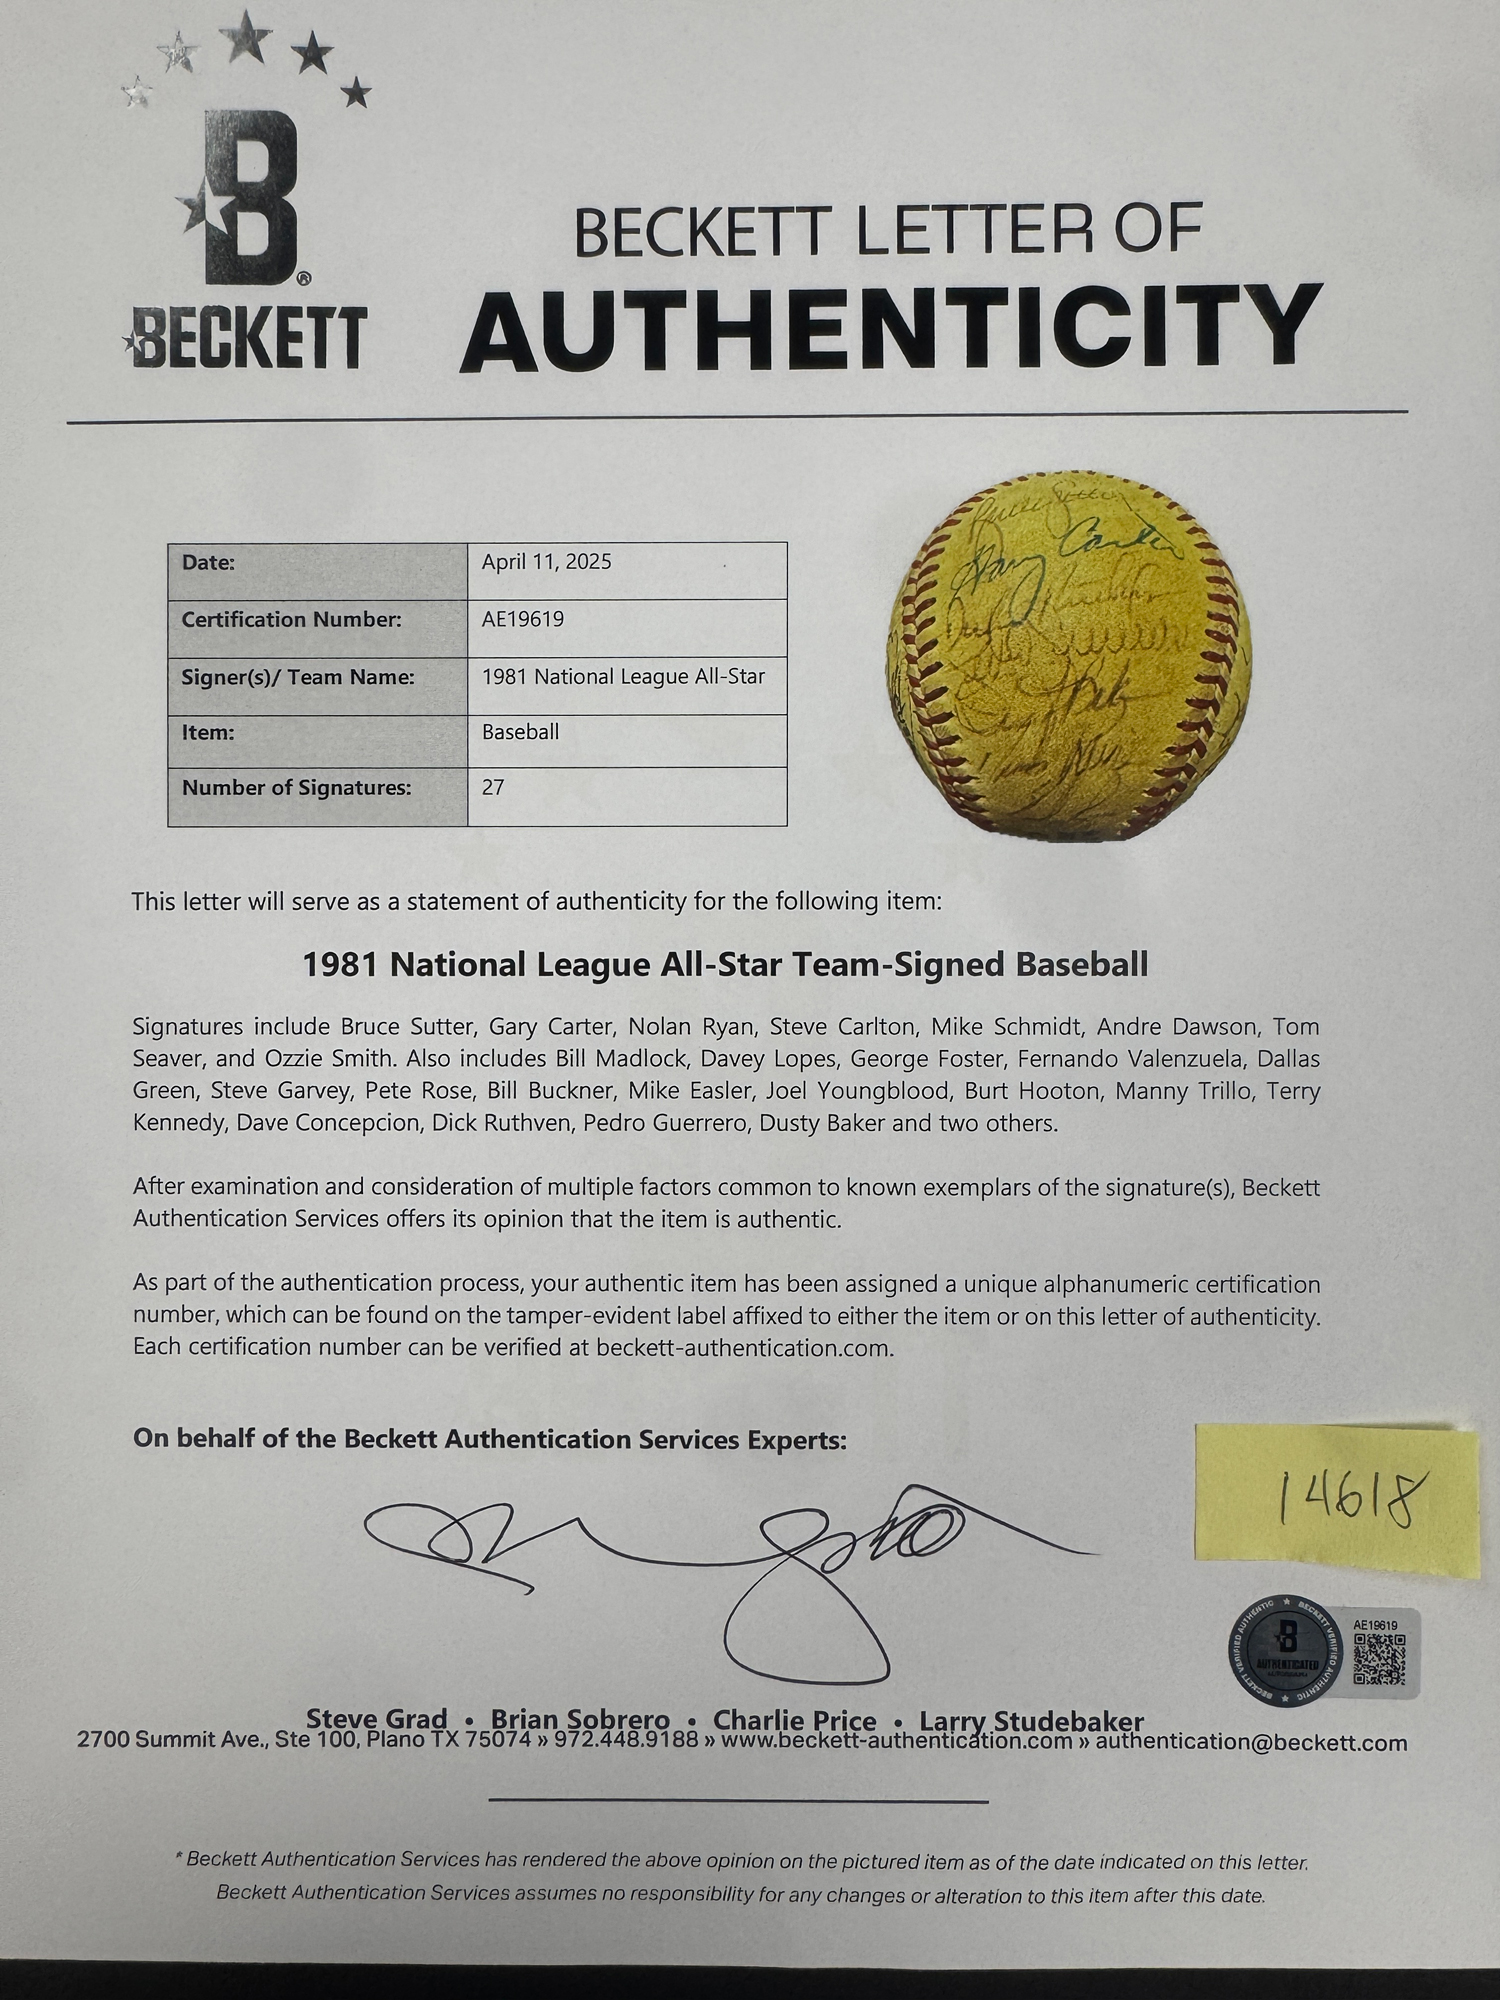 B®
BECKETT
BECKETT LETTER OF
AUTHENTICITY
Date: April 11, 2025
Certification Number: AE19619
Signer(s)/ Team Name: 1981 National League All-Star
Item: Baseball
Number of Signatures: 27
Gary Carter
This letter will serve as a statement of authenticity for the following item:
1981 National League All-Star Team-Signed Baseball
Signatures include Bruce Sutter, Gary Carter, Nolan Ryan, Steve Carlton, Mike Schmidt, Andre Dawson, Tom
Seaver, and Ozzie Smith. Also includes Bill Madlock, Davey Lopes, George Foster, Fernando Valenzuela, Dallas
Green, Steve Garvey, Pete Rose, Bill Buckner, Mike Easler, Joel Youngblood, Burt Hooton, Manny Trillo, Terry
Kennedy, Dave Concepcion, Dick Ruthven, Pedro Guerrero, Dusty Baker and two others.
After examination and consideration of multiple factors common to known exemplars of the signature(s), Beckett
Authentication Services offers its opinion that the item is authentic.
As part of the authentication process, your authentic item has been assigned a unique alphanumeric certification
number, which can be found on the tamper-evident label affixed to either the item or on this letter of authenticity.
Each certification number can be verified at beckett-authentication.com.
On behalf of the Beckett Authentication Services Experts:
14618
BECKETT VERIFIED AUTHENTIC ★ BECKETT VERIFIED AUTHENTIC ★
B
AUTHENTICATED
AE19619
Steve Grad • Brian Sobrero • Charlie Price • Larry Studebaker
2700 Summit Ave., Ste 100, Plano TX 75074 » 972.448.9188 » www.beckett-authentication.com » authentication@beckett.com
* Beckett Authentication Services has rendered the above opinion on the pictured item as of the date indicated on this letter.
Beckett Authentication Services assumes no responsibility for any changes or alteration to this item after this date.